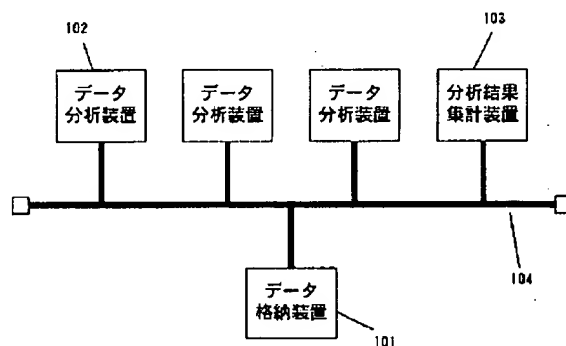 102
103
データ
分析装置
データ
分析装置
データ
分析装置
分析結果
集計装置
104
データ
格納装置
101